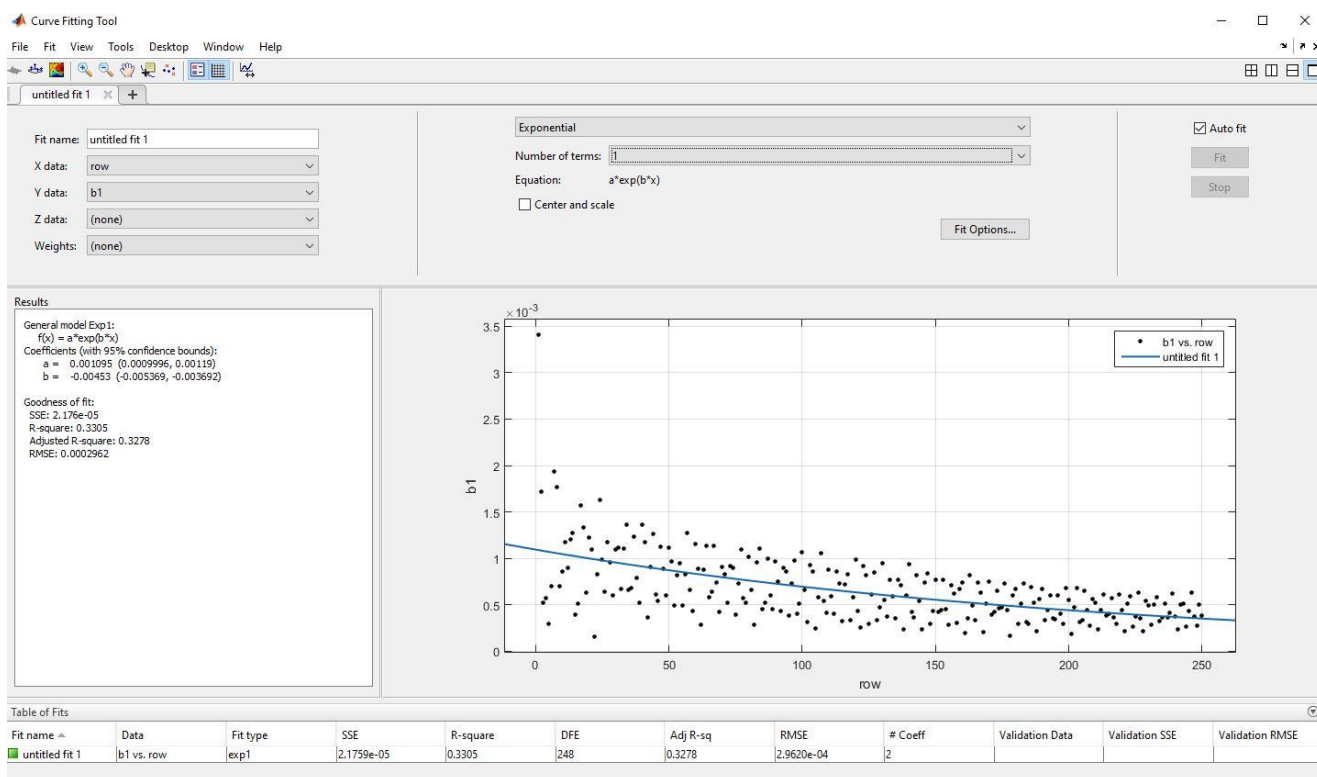 Curve Fitting Tool
File Fit View Tools Desktop Window Help
untitled fit 1
Fit name: untitled fit 1
X data: row
Y data: b1
Z data: (none)
Weights: (none)
Exponential
Number of terms: 1
Equation: a*exp(b*x)
Center and scale
Fit Options...
Auto fit
Fit
Stop
Results
General model Exp1:
f(x) = a*exp(b*x)
Coefficients (with 95% confidence bounds):
a = 0.001095 (0.0009996, 0.00119)
b = -0.00453 (-0.005369, -0.003692)
Goodness of fit:
SSE: 2.176e-05
R-square: 0.3305
Adjusted R-square: 0.3278
RMSE: 0.0002962
×10⁻³
3.5
3
2.5
2
1.5
1
0.5
0
b1
0 50 100 150 200 250
row
b1 vs. row
untitled fit 1
Table of Fits
Fit name Data Fit type SSE R-square DFE Adj R-sq RMSE # Coeff Validation Data Validation SSE Validation RMSE
untitled fit 1 b1 vs. row exp1 2.1759e-05 0.3305 248 0.3278 2.9620e-04 2